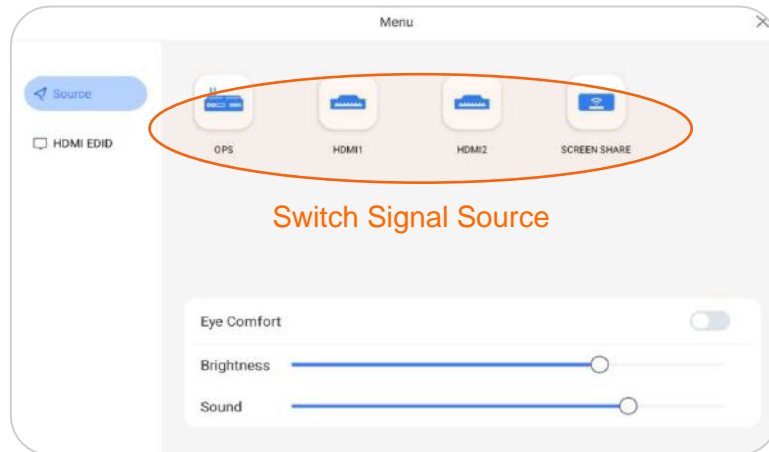 Menu
Source
HDMI EDID
OPS HDMI1 HDMI2 SCREEN SHARE
Switch Signal Source
Eye Comfort
Brightness
Sound